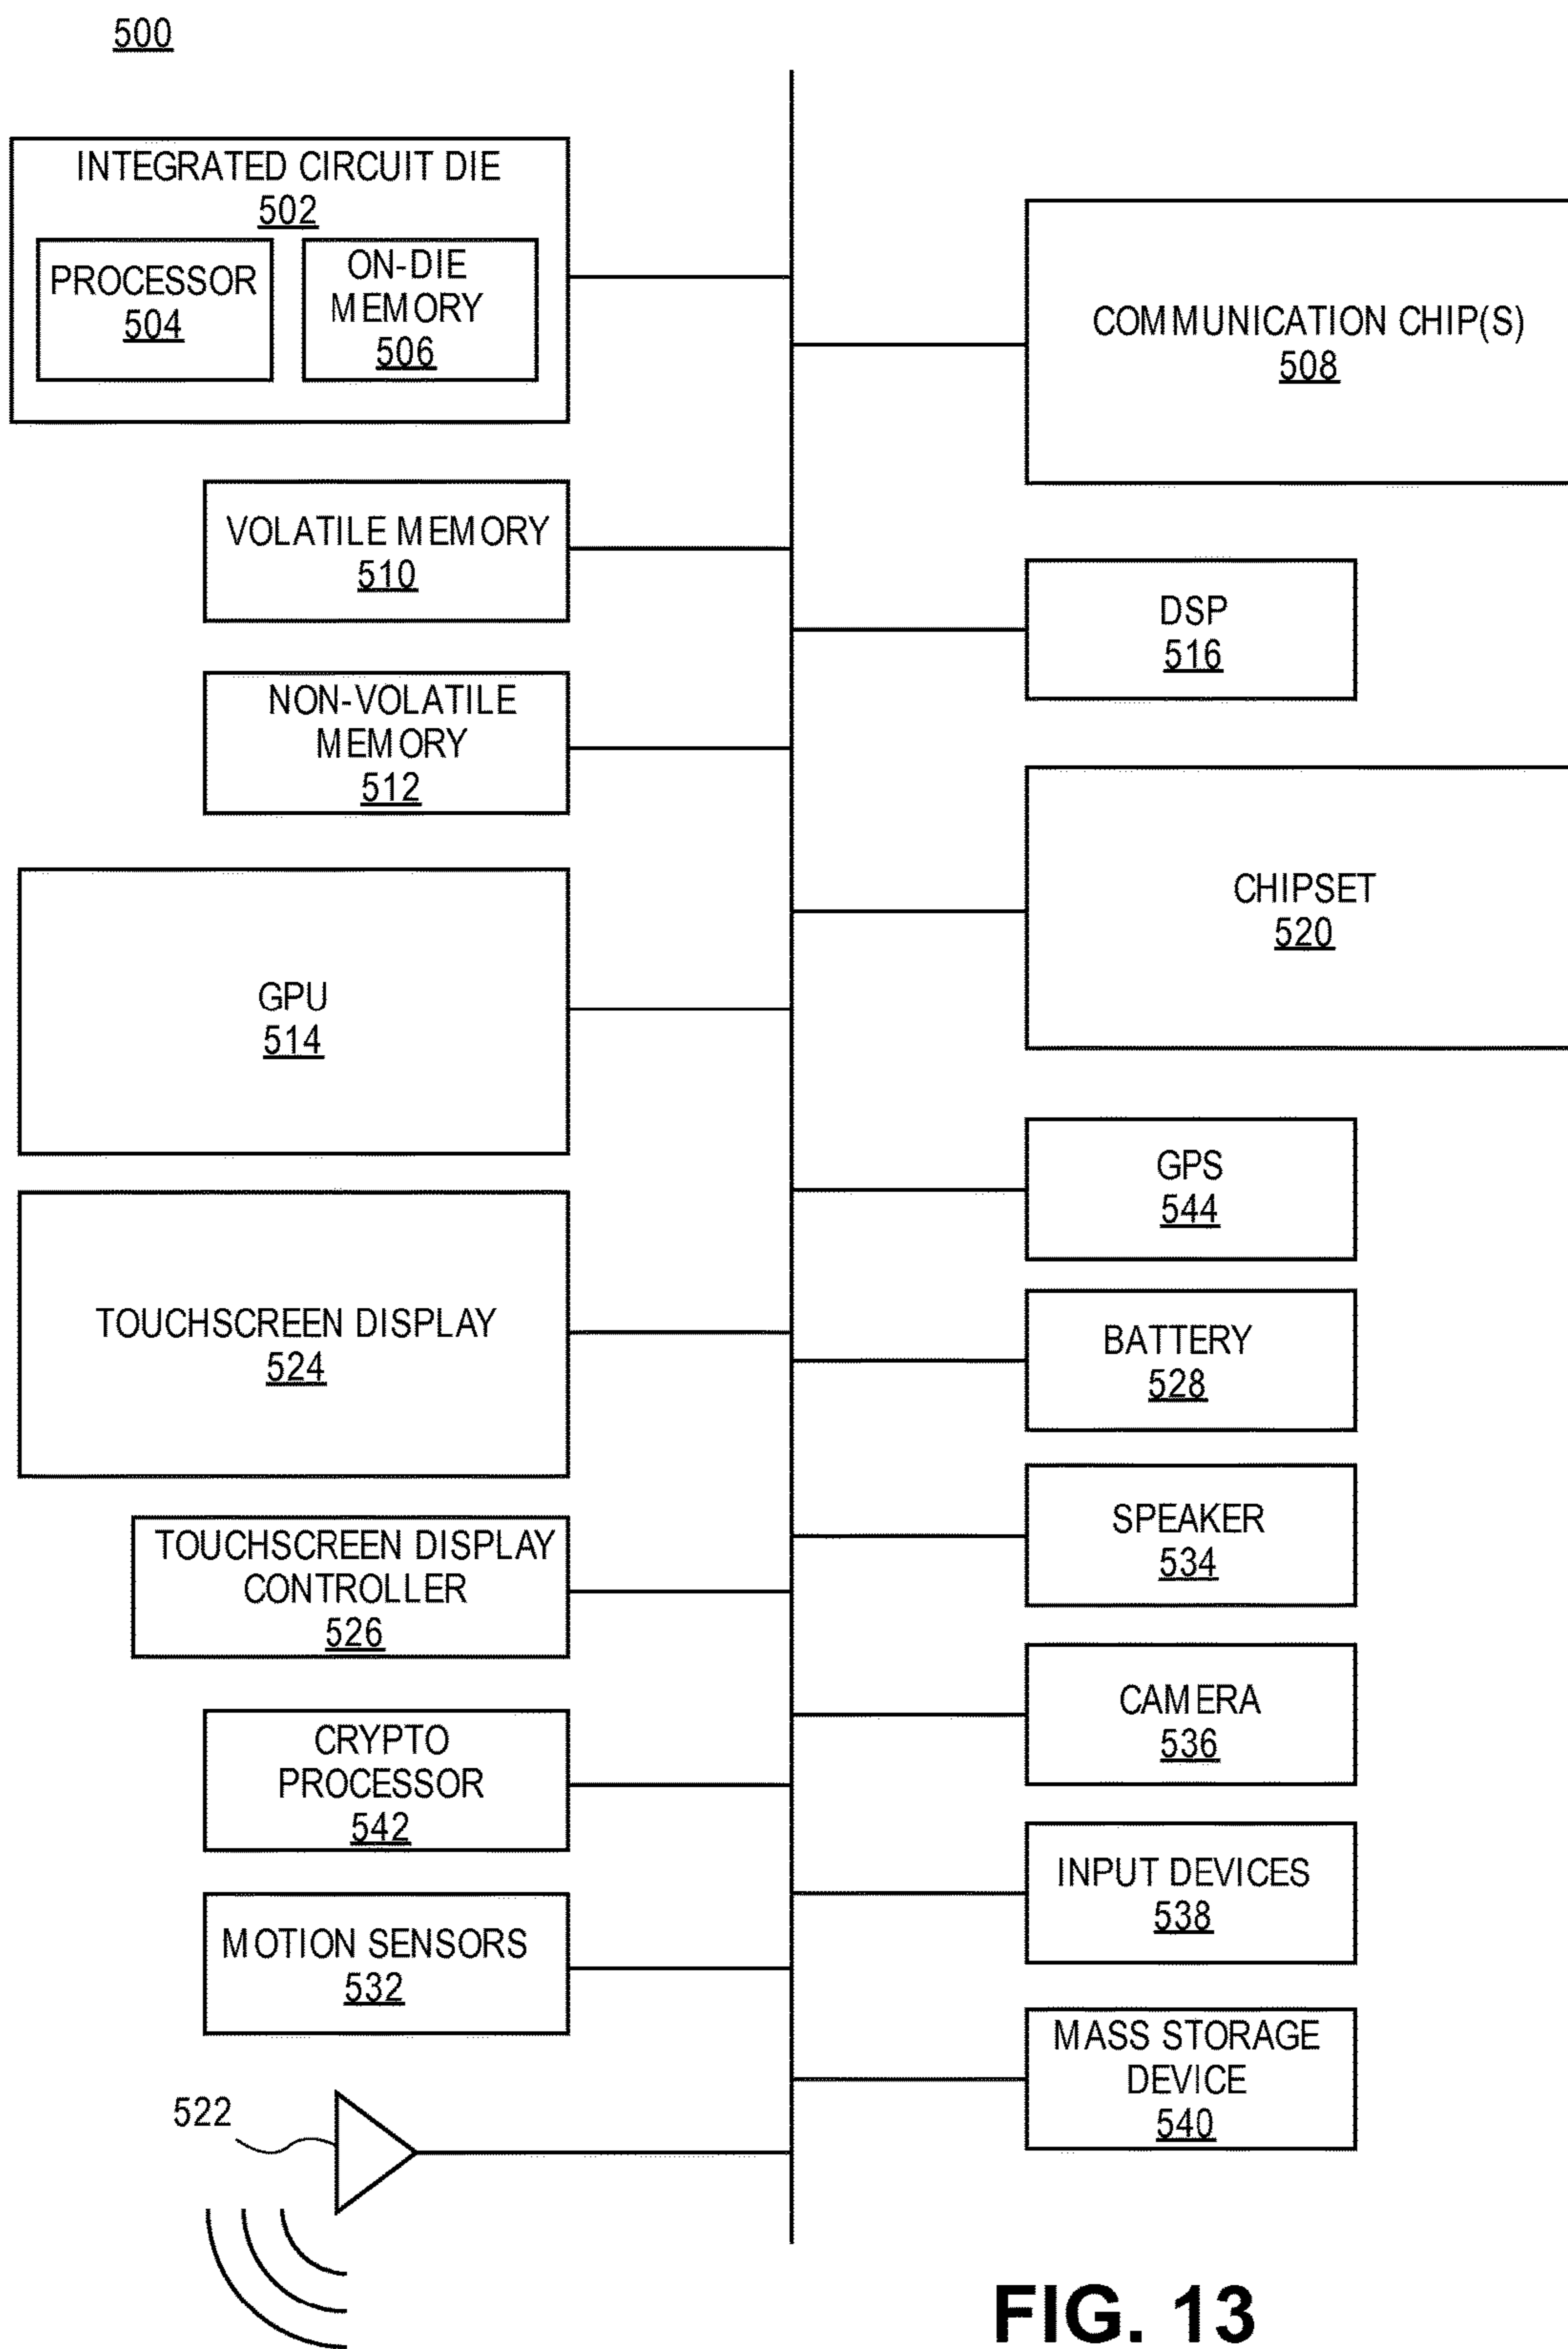 500
INTEGRATED CIRCUIT DIE
502
PROCESSOR
504
ON-DIE
MEMORY
506
VOLATILE MEMORY
510
NON-VOLATILE
MEMORY
512
GPU
514
TOUCHSCREEN DISPLAY
524
TOUCHSCREEN DISPLAY
CONTROLLER
526
CRYPTO
PROCESSOR
542
MOTION SENSORS
532
522
COMMUNICATION CHIP(S)
508
DSP
516
CHIPSET
520
GPS
544
BATTERY
528
SPEAKER
534
CAMERA
536
INPUT DEVICES
538
MASS STORAGE
DEVICE
540
FIG. 13